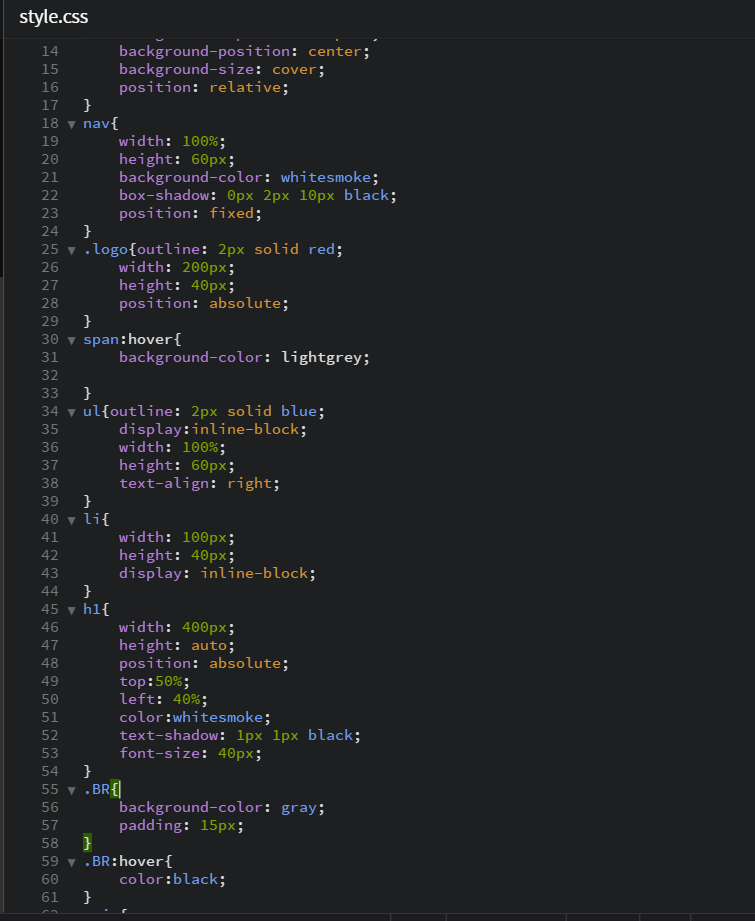 style.css
14 background-position: center;
15 background-size: cover;
16 position: relative;
17 }
18 nav{
19 width: 100%;
20 height: 60px;
21 background-color: whitesmoke;
22 box-shadow: 0px 2px 10px black;
23 position: fixed;
24 }
25 .logo{outline: 2px solid red;
26 width: 200px;
27 height: 40px;
28 position: absolute;
29 }
30 span:hover{
31 background-color: lightgrey;
32
33 }
34 ul{outline: 2px solid blue;
35 display:inline-block;
36 width: 100%;
37 height: 60px;
38 text-align: right;
39 }
40 li{
41 width: 100px;
42 height: 40px;
43 display: inline-block;
44 }
45 h1{
46 width: 400px;
47 height: auto;
48 position: absolute;
49 top:50%;
50 left: 40%;
51 color:whitesmoke;
52 text-shadow: 1px 1px black;
53 font-size: 40px;
54 }
55 .BR{
56 background-color: gray;
57 padding: 15px;
58 }
59 .BR:hover{
60 color:black;
61 }